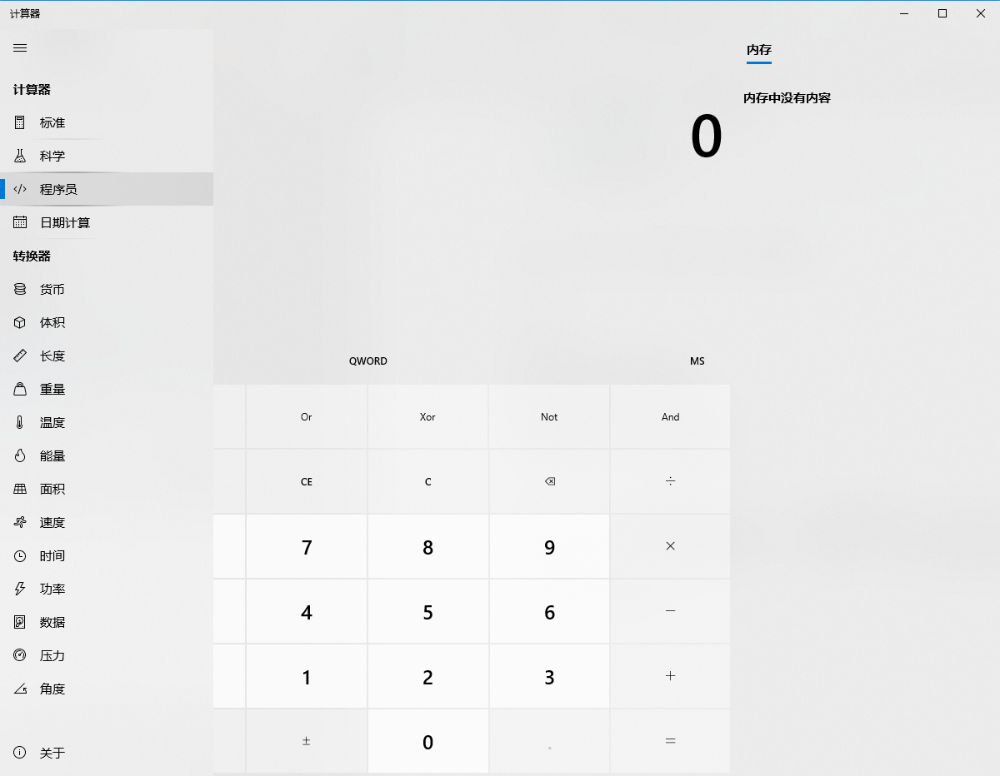 计算器
计算器
标准
科学
程序员
日期计算
转换器
货币
体积
长度
重量
温度
能量
面积
速度
时间
功率
数据
压力
角度
关于
0
QWORD MS
Or Xor Not And
CE C ÷
7 8 9 ×
4 5 6 −
1 2 3 +
± 0 . =
内存
内存中没有内容